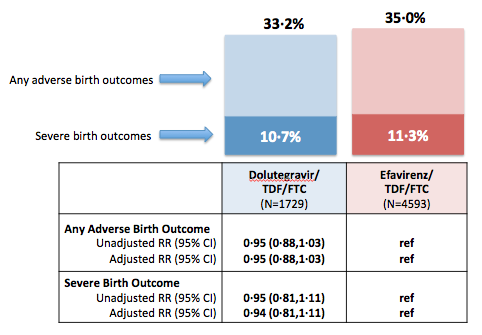 33·2%
35·0%
Any adverse birth outcomes
Severe birth outcomes
10·7%
11·3%
Dolutegravir/
TDF/FTC
(N=1729)
Efavirenz/
TDF/FTC
(N=4593)
Any Adverse Birth Outcome
Unadjusted RR (95% CI) 0·95 (0·88,1·03) ref
Adjusted RR (95% CI) 0·95 (0·88,1·03) ref
Severe Birth Outcome
Unadjusted RR (95% CI) 0·95 (0·81,1·11) ref
Adjusted RR (95% CI) 0·94 (0·81,1·11) ref